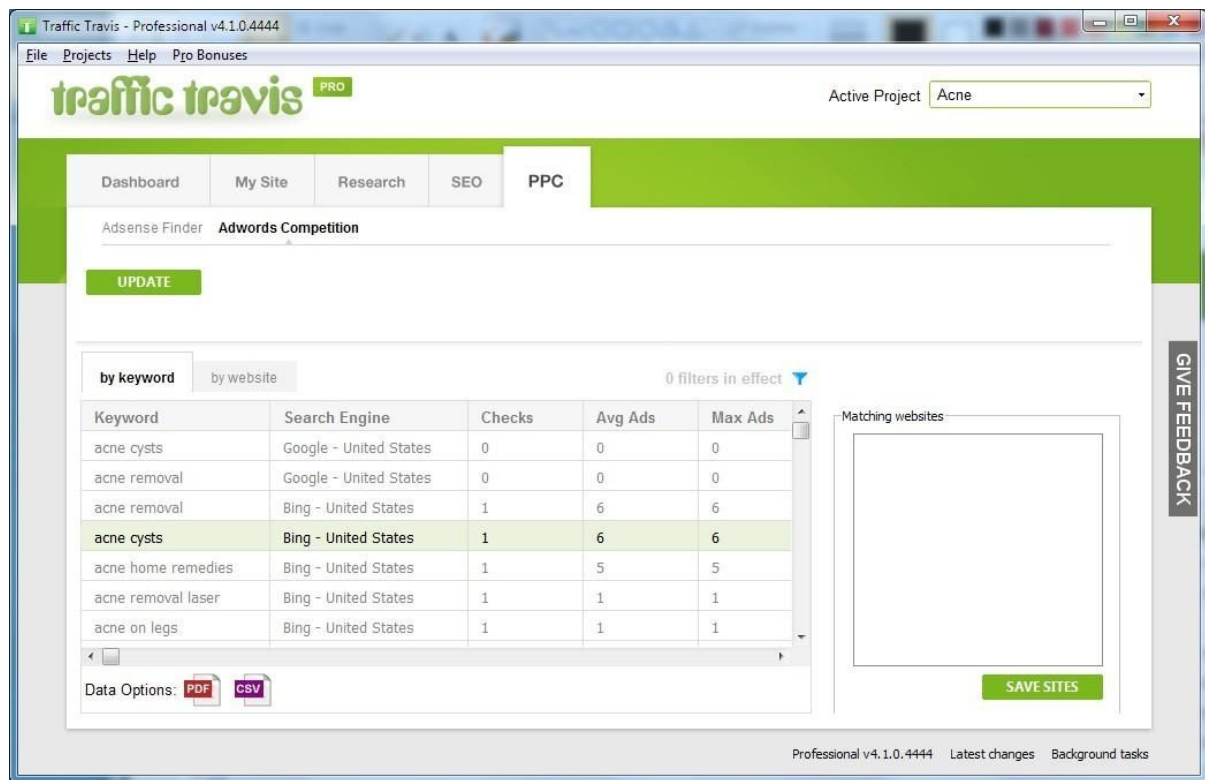 Traffic Travis - Professional v4.1.0.4444
File Projects Help Pro Bonuses
traffic travis PRO
Active Project Acne
Dashboard My Site Research SEO PPC
Adsense Finder Adwords Competition
UPDATE
by keyword by website 0 filters in effect
Keyword Search Engine Checks Avg Ads Max Ads
acne cysts Google - United States 0 0 0
acne removal Google - United States 0 0 0
acne removal Bing - United States 1 6 6
acne cysts Bing - United States 1 6 6
acne home remedies Bing - United States 1 5 5
acne removal laser Bing - United States 1 1 1
acne on legs Bing - United States 1 1 1
Data Options: PDF CSV
Matching websites
SAVE SITES
GIVE FEEDBACK
Professional v4.1.0.4444 Latest changes Background tasks